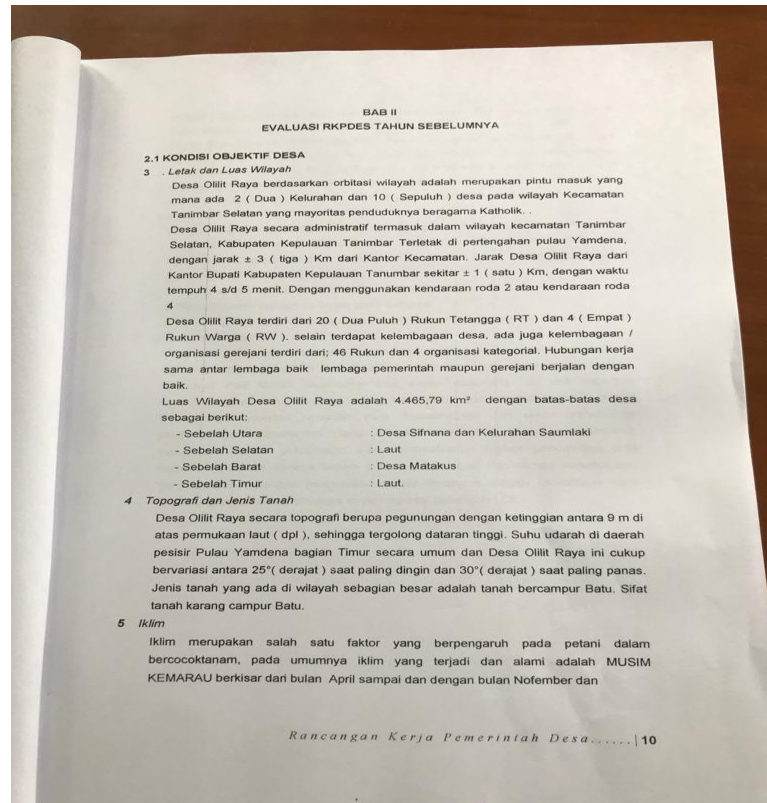 BAB II
EVALUASI RKPDES TAHUN SEBELUMNYA
2.1 KONDISI OBJEKTIF DESA
3 . Letak dan Luas Wilayah
Desa Olilit Raya berdasarkan orbitasi wilayah adalah merupakan pintu masuk yang
mana ada 2 ( Dua ) Kelurahan dan 10 ( Sepuluh ) desa pada wilayah Kecamatan
Tanimbar Selatan yang mayoritas penduduknya beragama Katholik. .
Desa Olilit Raya secara administratif termasuk dalam wilayah kecamatan Tanimbar
Selatan, Kabupaten Kepulauan Tanimbar Terletak di pertengahan pulau Yamdena,
dengan jarak ± 3 ( tiga ) Km dari Kantor Kecamatan. Jarak Desa Olilit Raya dari
Kantor Bupati Kabupaten Kepulauan Tanumbar sekitar ± 1 ( satu ) Km, dengan waktu
tempuh 4 s/d 5 menit. Dengan menggunakan kendaraan roda 2 atau kendaraan roda
4
Desa Olilit Raya terdiri dari 20 ( Dua Puluh ) Rukun Tetangga ( RT ) dan 4 ( Empat )
Rukun Warga ( RW ). selain terdapat kelembagaan desa, ada juga kelembagaan /
organisasi gerejani terdiri dari; 46 Rukun dan 4 organisasi kategorial. Hubungan kerja
sama antar lembaga baik lembaga pemerintah maupun gerejani berjalan dengan
baik.
Luas Wilayah Desa Olilit Raya adalah 4.465,79 km² dengan batas-batas desa
sebagai berikut:
- Sebelah Utara : Desa Sifnana dan Kelurahan Saumlaki
- Sebelah Selatan : Laut
- Sebelah Barat : Desa Matakus
- Sebelah Timur : Laut.
4 Topografi dan Jenis Tanah
Desa Olilit Raya secara topografi berupa pegunungan dengan ketinggian antara 9 m di
atas permukaan laut ( dpl ), sehingga tergolong dataran tinggi. Suhu udarah di daerah
pesisir Pulau Yamdena bagian Timur secara umum dan Desa Olilit Raya ini cukup
bervariasi antara 25°( derajat ) saat paling dingin dan 30°( derajat ) saat paling panas.
Jenis tanah yang ada di wilayah sebagian besar adalah tanah bercampur Batu. Sifat
tanah karang campur Batu.
5 Iklim
Iklim merupakan salah satu faktor yang berpengaruh pada petani dalam
bercocoktanam, pada umumnya iklim yang terjadi dan alami adalah MUSIM
KEMARAU berkisar dari bulan April sampai dengan bulan Nofember dan
Rancangan Kerja Pemerintah Desa......| 10